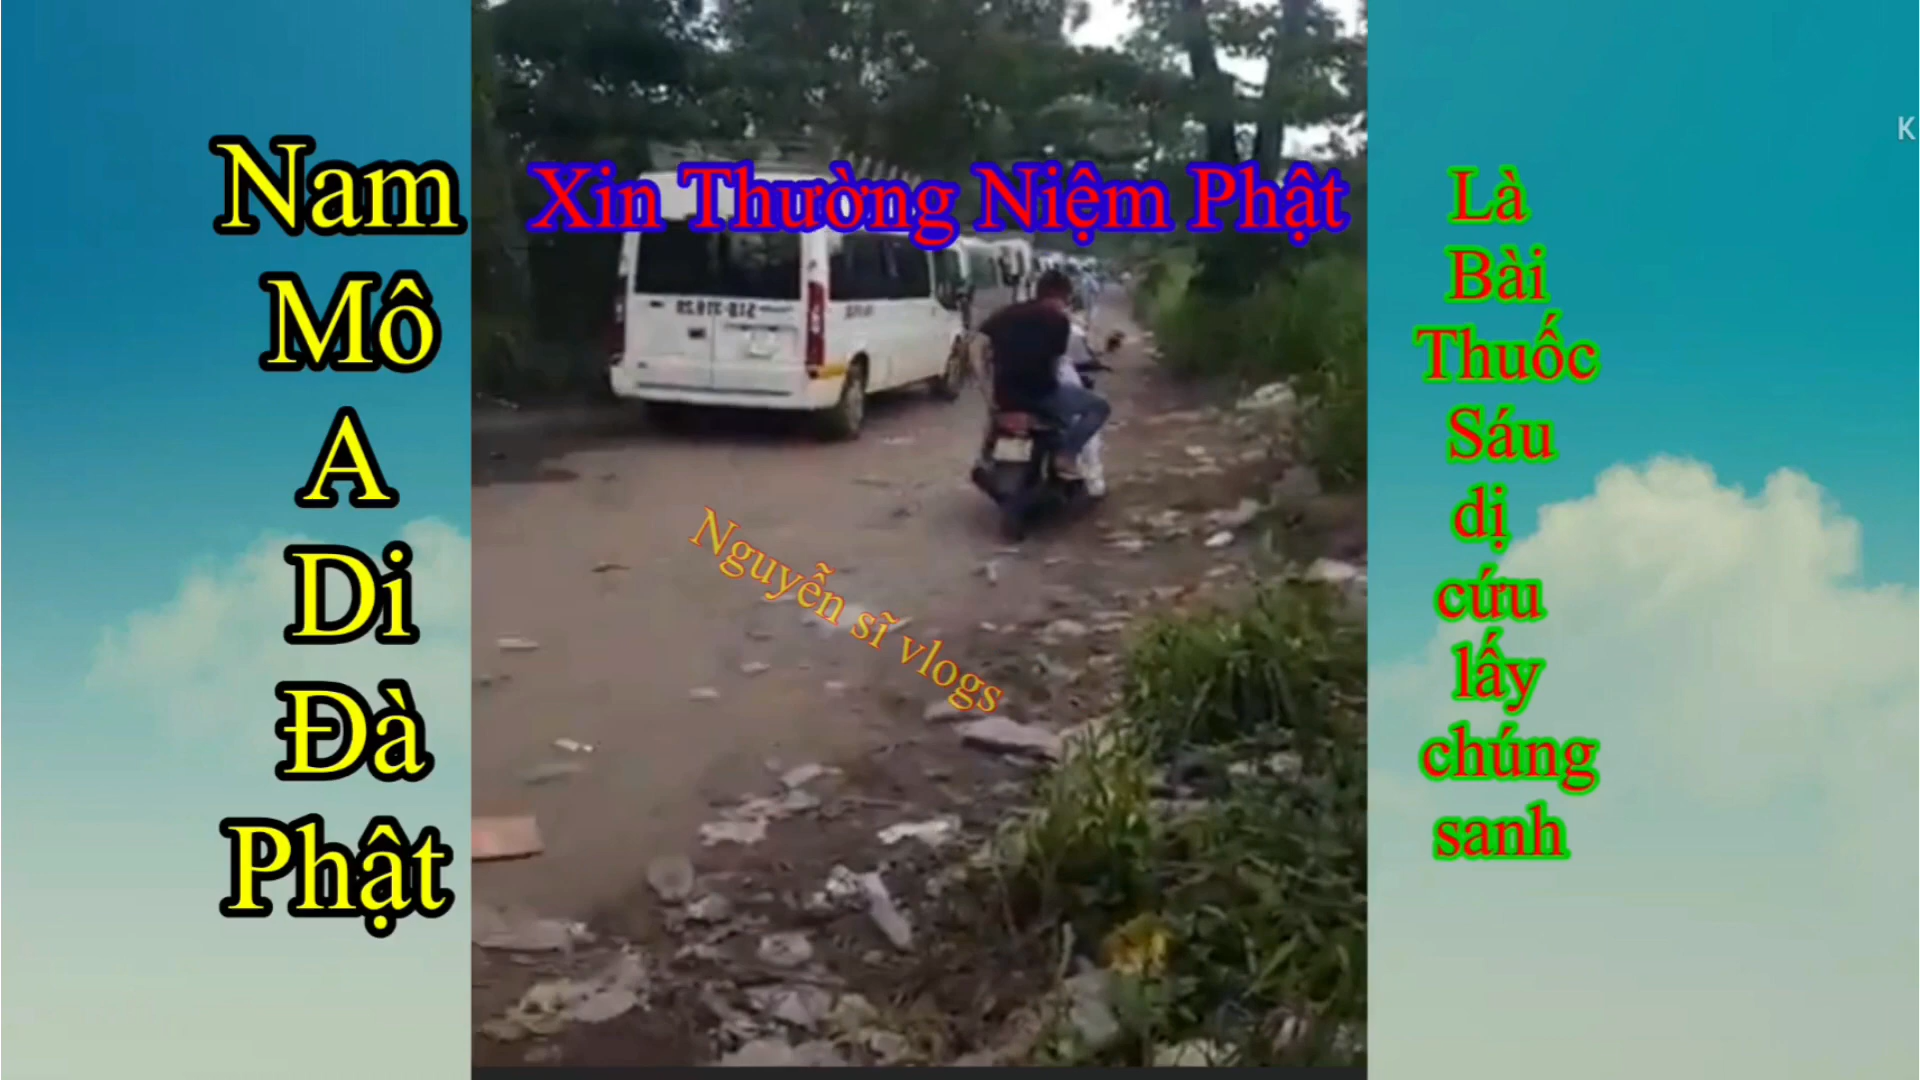 Nam
Mô
A
Di
Đà
Phật
Xin Thường Niệm Phật
Nguyễn sĩ vlogs
Là
Bài
Thuốc
Sáu
dị
cứu
lấy
chúng
sanh
K